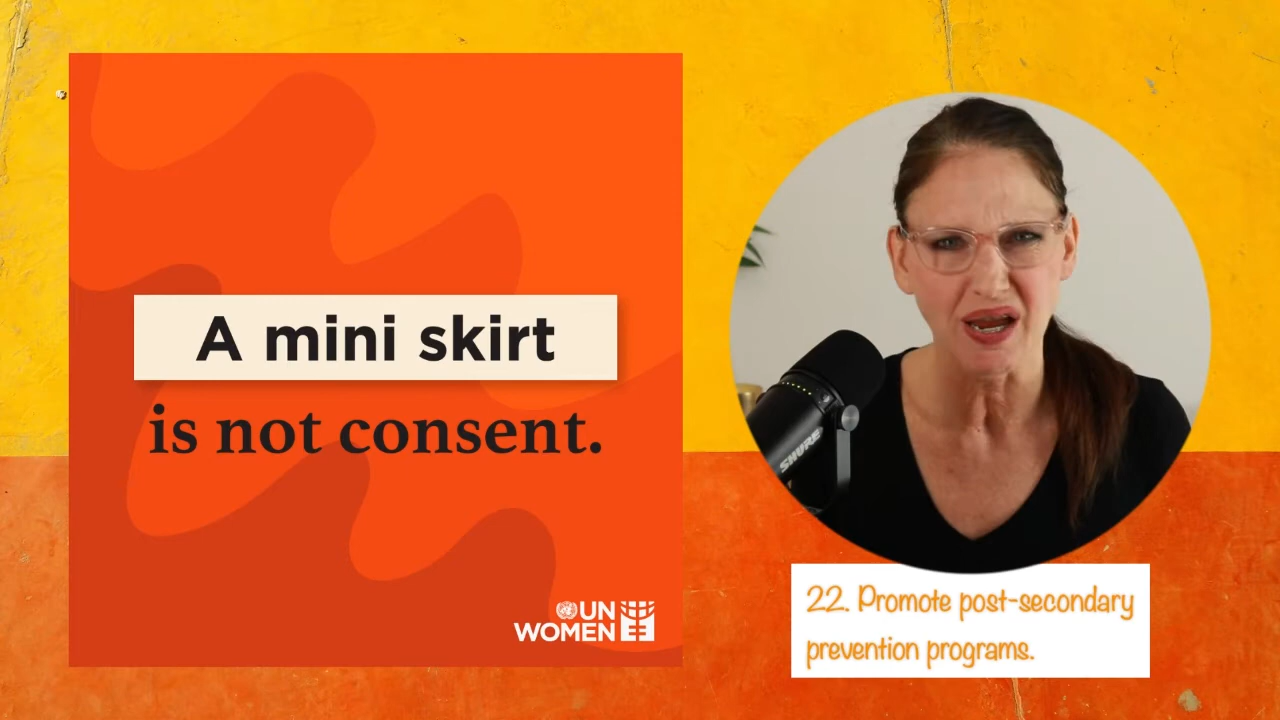 A mini skirt
is not consent.
UN
WOMEN
SHURE
22. Promote post-secondary
prevention programs.